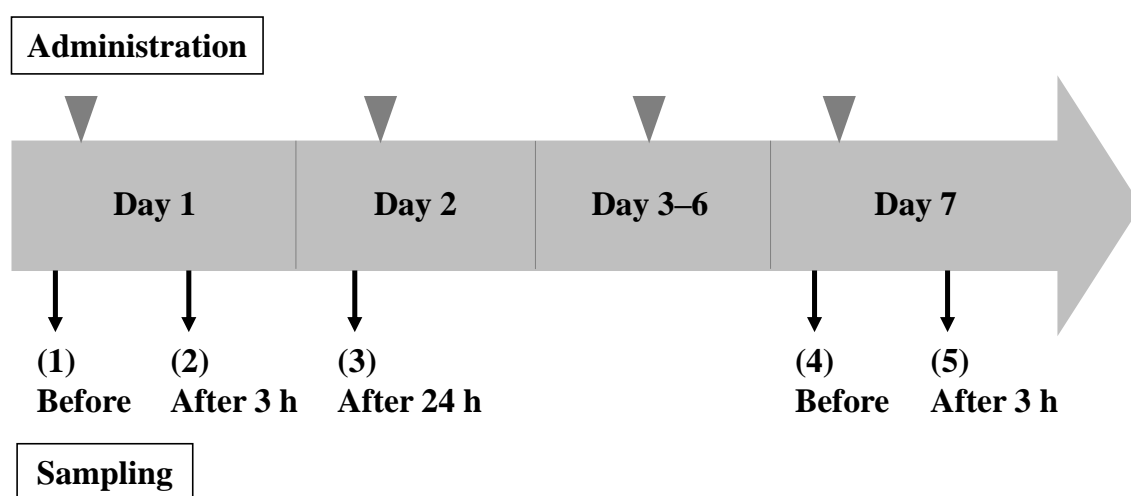 Administration
Day 1
Day 2
Day 3–6
Day 7
(1)
Before
(2)
After 3 h
(3)
After 24 h
(4)
Before
(5)
After 3 h
Sampling